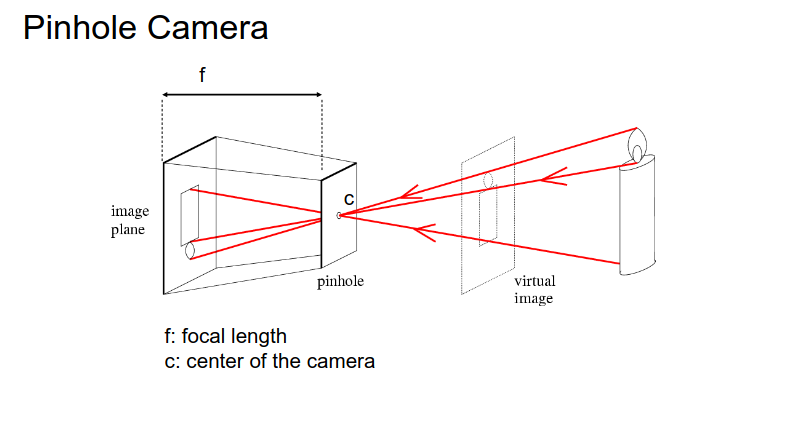 Pinhole Camera
f
c
image
plane
pinhole
virtual
image
f: focal length
c: center of the camera